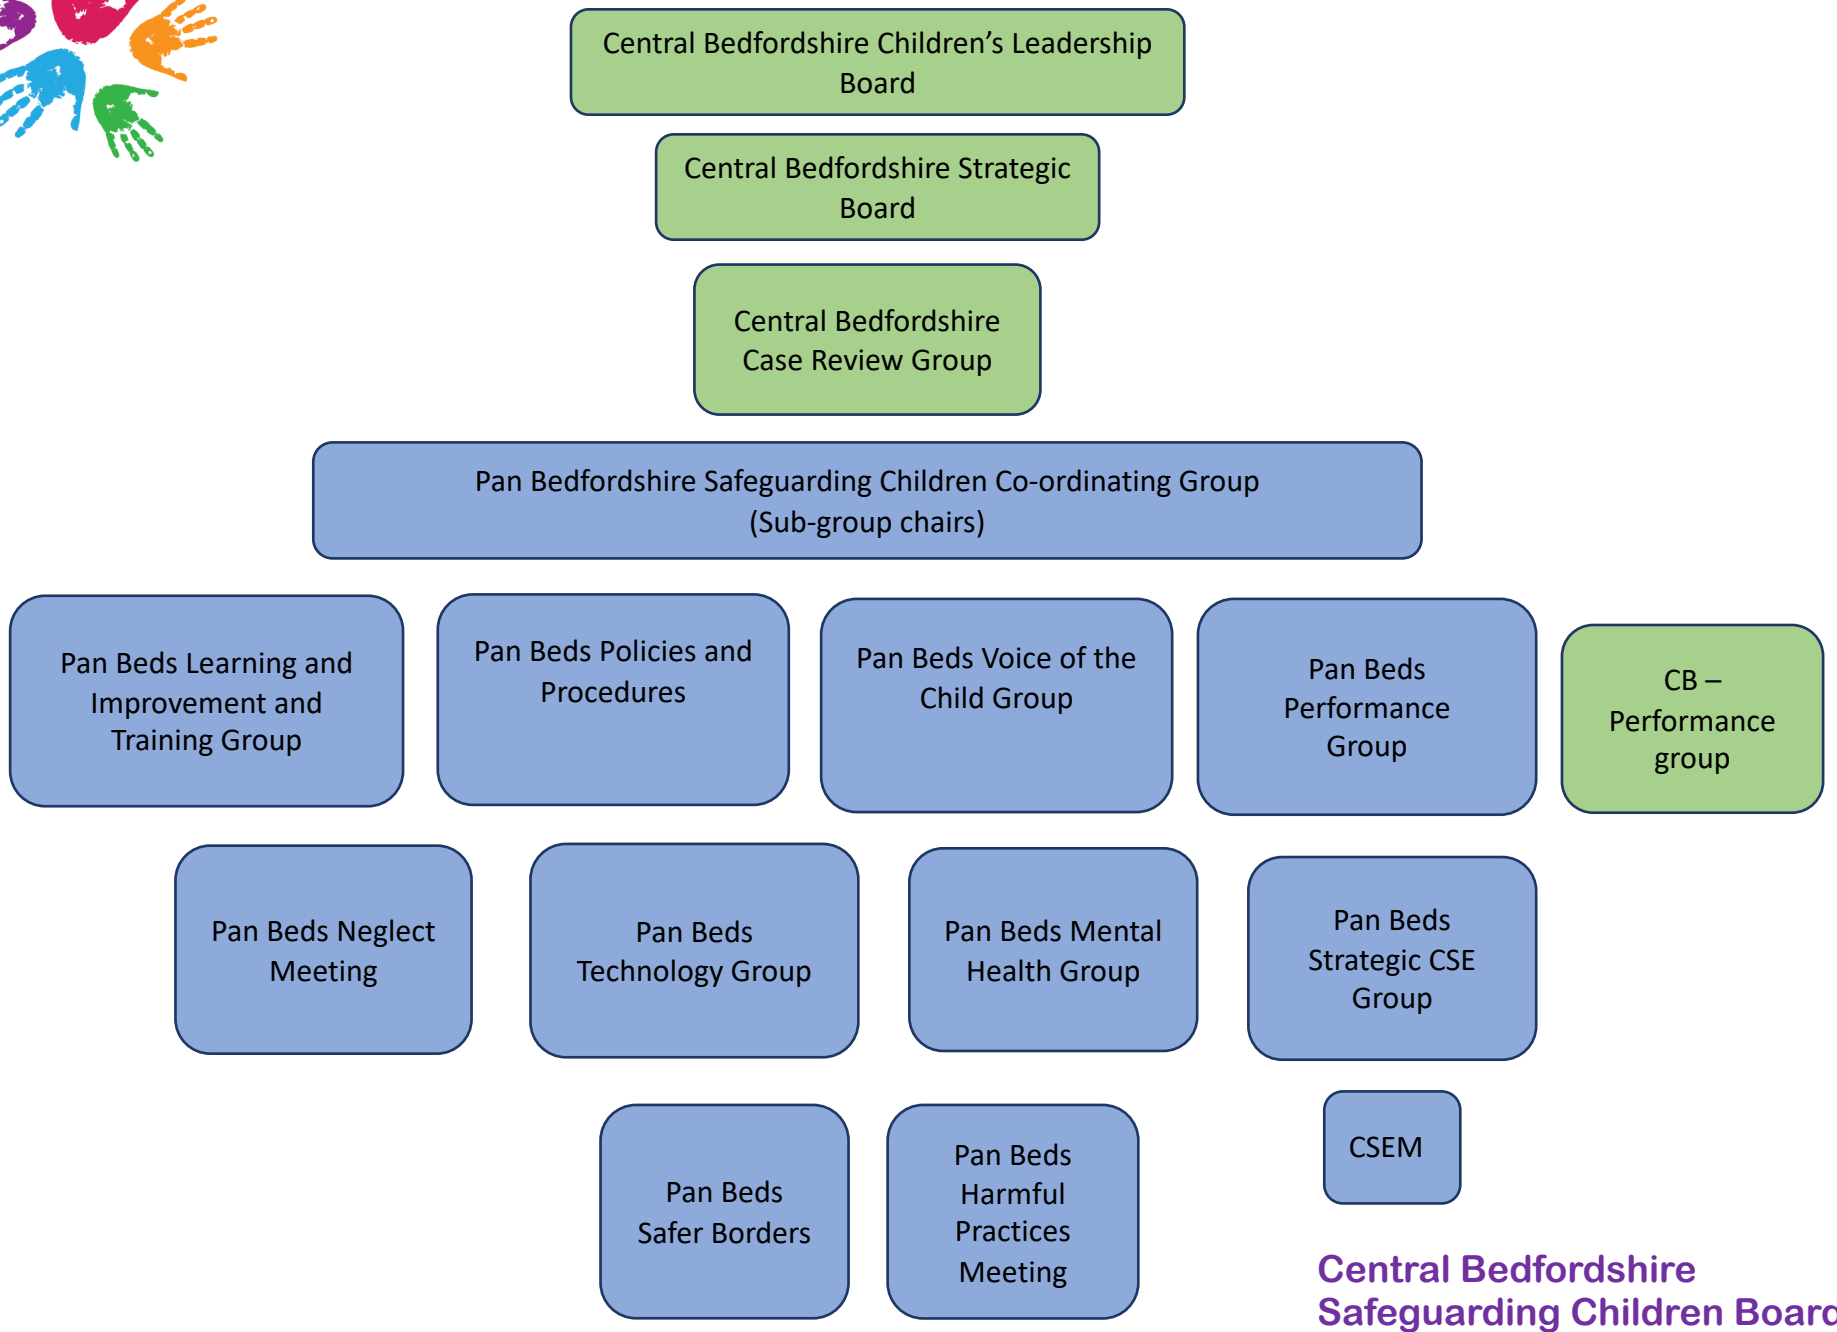 Central Bedfordshire Children’s Leadership
Board
Central Bedfordshire Strategic
Board
Central Bedfordshire
Case Review Group
Pan Bedfordshire Safeguarding Children Co-ordinating Group
(Sub-group chairs)
Pan Beds Learning and
Improvement and
Training Group
Pan Beds Policies and
Procedures
Pan Beds Voice of the
Child Group
Pan Beds
Performance
Group
CB –
Performance
group
Pan Beds Neglect
Meeting
Pan Beds
Technology Group
Pan Beds Mental
Health Group
Pan Beds
Strategic CSE
Group
Pan Beds
Safer Borders
Pan Beds
Harmful
Practices
Meeting
CSEM
Central Bedfordshire
Safeguarding Children Board